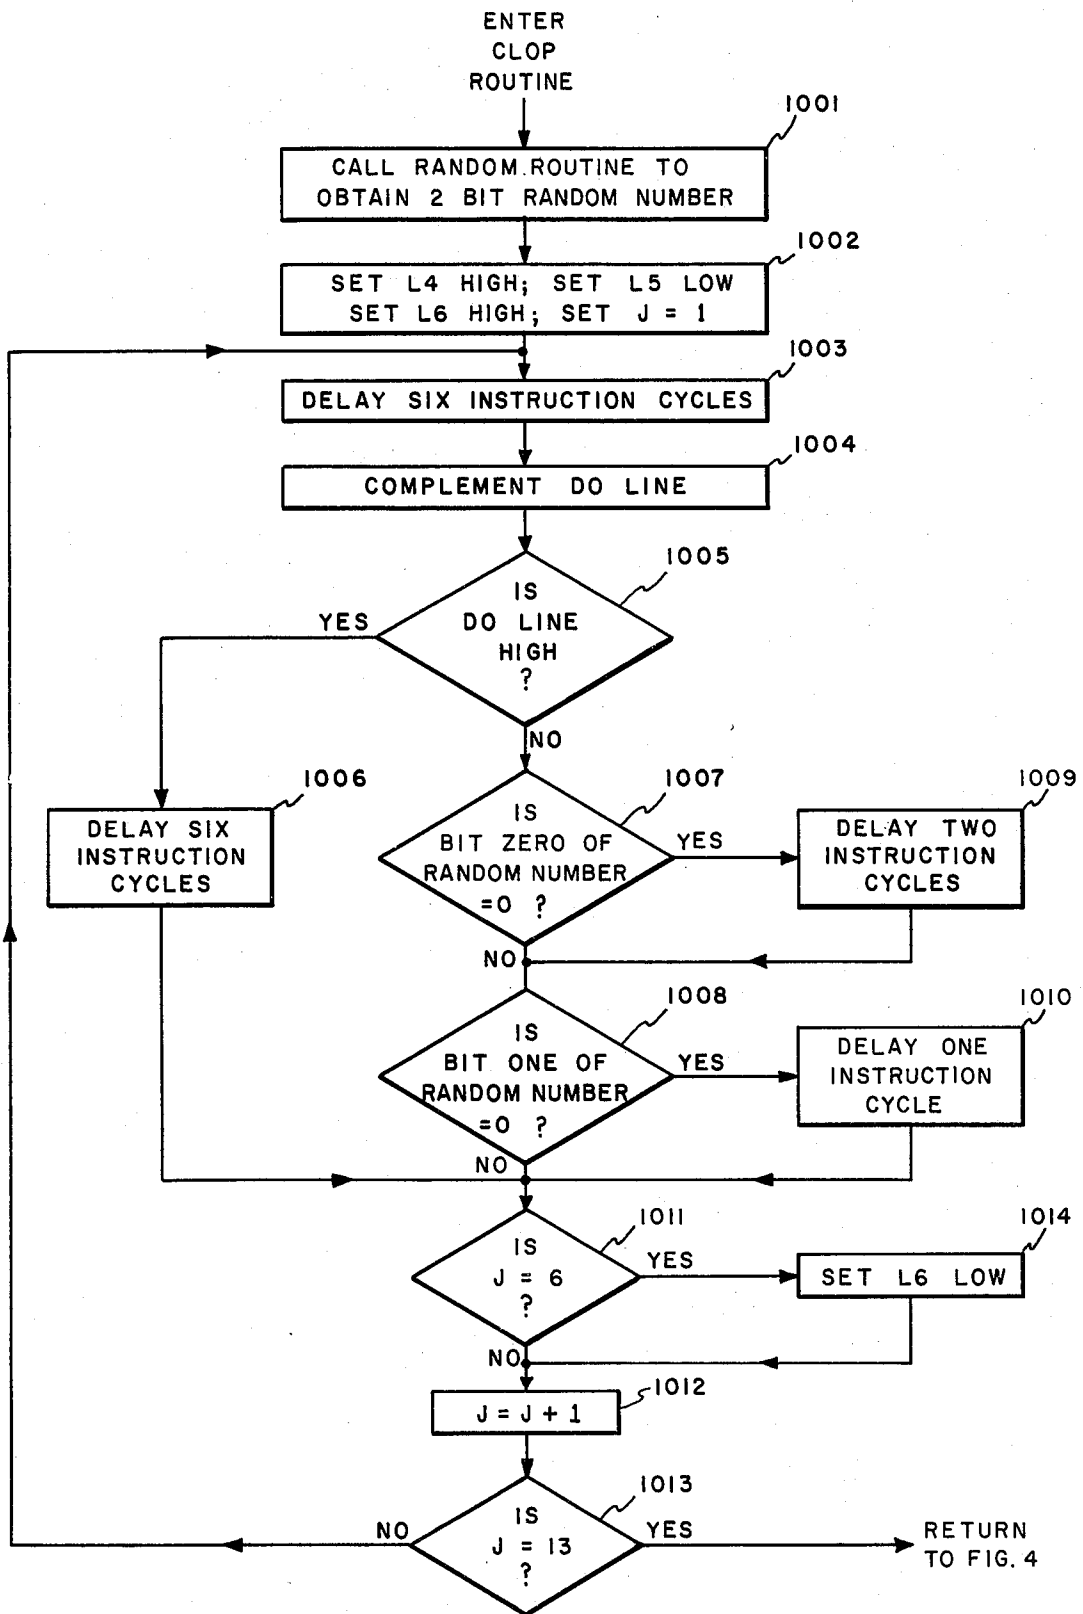 ENTER
CLOP
ROUTINE
1001
CALL RANDOM.ROUTINE TO
OBTAIN 2 BIT RANDOM NUMBER
1002
SET L4 HIGH; SET L5 LOW
SET L6 HIGH; SET J = 1
1003
DELAY SIX INSTRUCTION CYCLES
1004
COMPLEMENT DO LINE
1005
IS
DO LINE
HIGH
?
YES
NO
1006
DELAY SIX
INSTRUCTION
CYCLES
1007
IS
BIT ZERO OF
RANDOM NUMBER
=0 ?
YES
NO
1009
DELAY TWO
INSTRUCTION
CYCLES
1008
IS
BIT ONE OF
RANDOM NUMBER
=0 ?
YES
NO
1010
DELAY ONE
INSTRUCTION
CYCLE
1011
IS
J = 6
?
YES
NO
1014
SET L6 LOW
1012
J = J + 1
1013
IS
J = 13
?
NO
YES
RETURN
TO FIG. 4